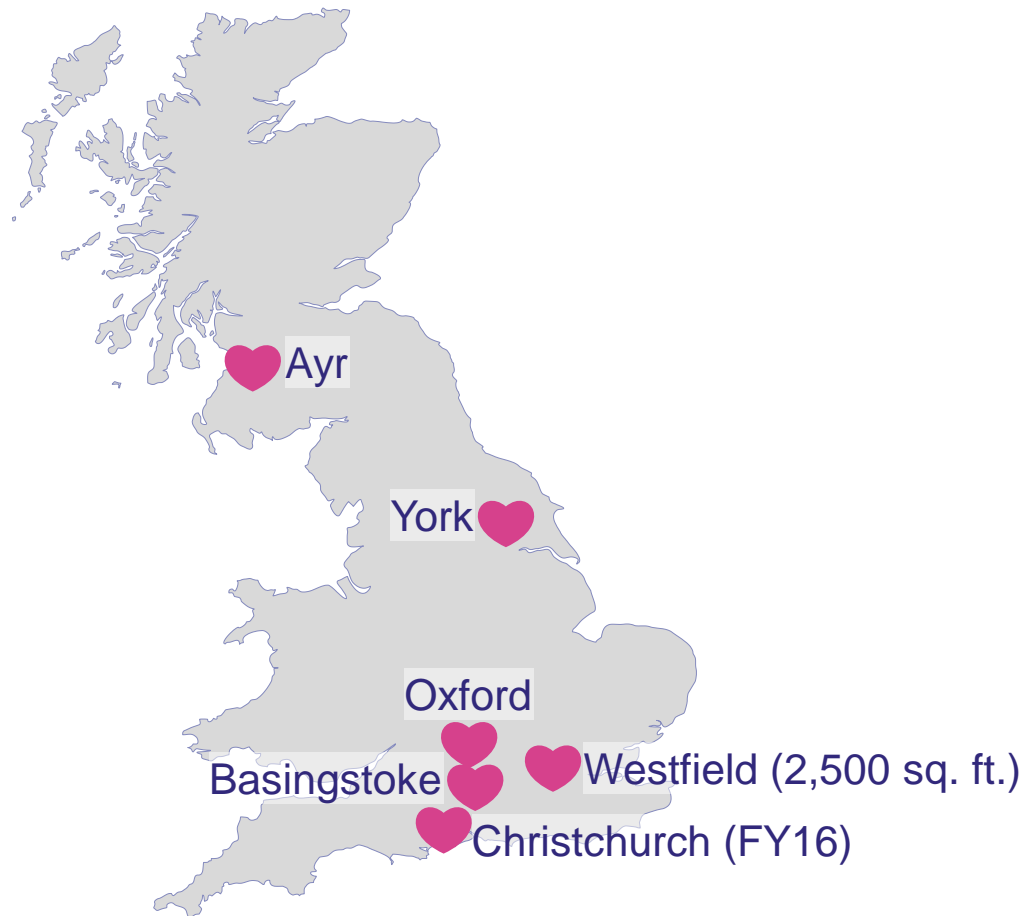 Ayr
York
Oxford
Basingstoke
Westfield (2,500 sq. ft.)
Christchurch (FY16)